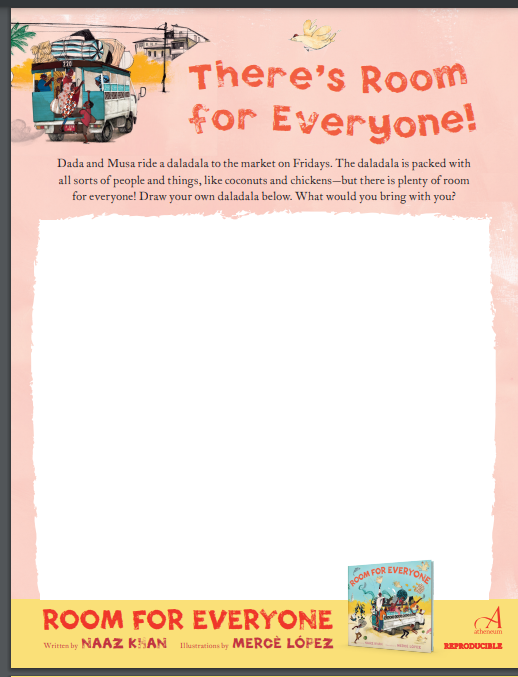 There's Room
for Everyone!
Dada and Musa ride a daladala to the market on Fridays. The daladala is packed with
all sorts of people and things, like coconuts and chickens—but there is plenty of room
for everyone! Draw your own daladala below. What would you bring with you?
ROOM FOR EVERYONE
ROOM FOR EVERYONE
Written by NAAZ KHAN Illustrations by MERCÈ LÓPEZ
atheneum
REPRODUCIBLE